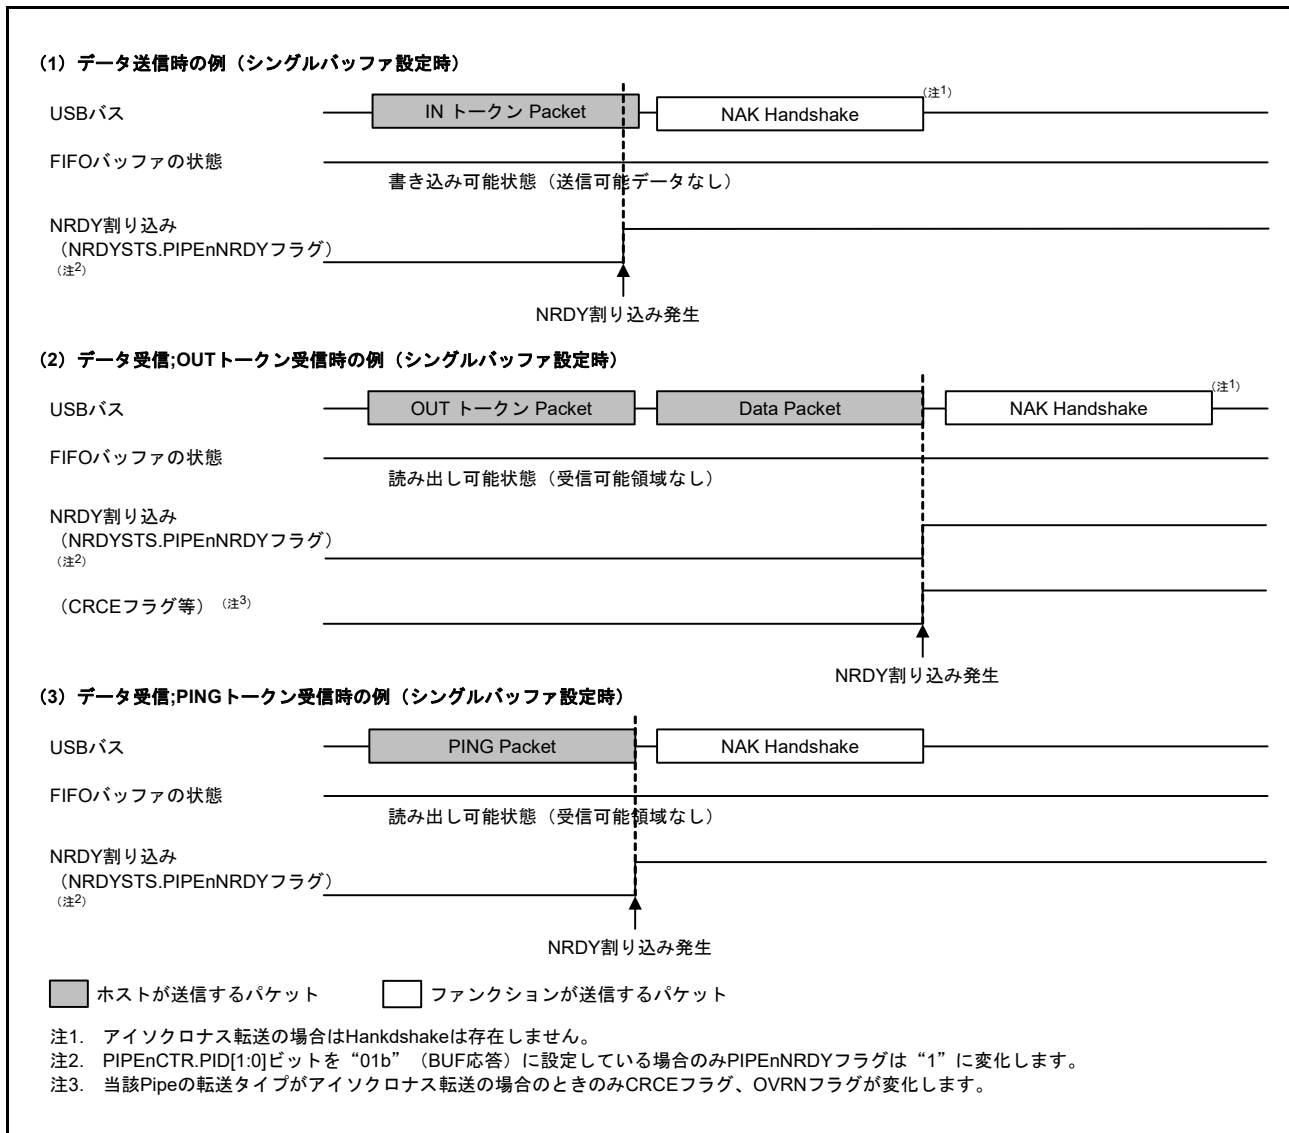 (1) データ送信時の例（シングルバッファ設定時）
USBバス
IN トークン Packet
NAK Handshake
（注1）
FIFOバッファの状態
書き込み可能状態（送信可能データなし）
NRDY割り込み
（NRDYSTS.PIPEnNRDYフラグ）
（注2）
NRDY割り込み発生
(2) データ受信;OUTトークン受信時の例（シングルバッファ設定時）
USBバス
OUT トークン Packet
Data Packet
NAK Handshake
（注1）
FIFOバッファの状態
読み出し可能状態（受信可能領域なし）
NRDY割り込み
（NRDYSTS.PIPEnNRDYフラグ）
（注2）
（CRCEフラグ等）（注3）
NRDY割り込み発生
(3) データ受信;PINGトークン受信時の例（シングルバッファ設定時）
USBバス
PING Packet
NAK Handshake
FIFOバッファの状態
読み出し可能状態（受信可能領域なし）
NRDY割り込み
（NRDYSTS.PIPEnNRDYフラグ）
（注2）
NRDY割り込み発生
ホストが送信するパケット
ファンクションが送信するパケット
注1. アイソクロナス転送の場合はHankdshakeは存在しません。
注2. PIPEnCTR.PID[1:0]ビットを“01b”（BUF応答）に設定している場合のみPIPEnNRDYフラグは“1”に変化します。
注3. 当該Pipeの転送タイプがアイソクロナス転送の場合のときのみCRCEフラグ、OVRNフラグが変化します。